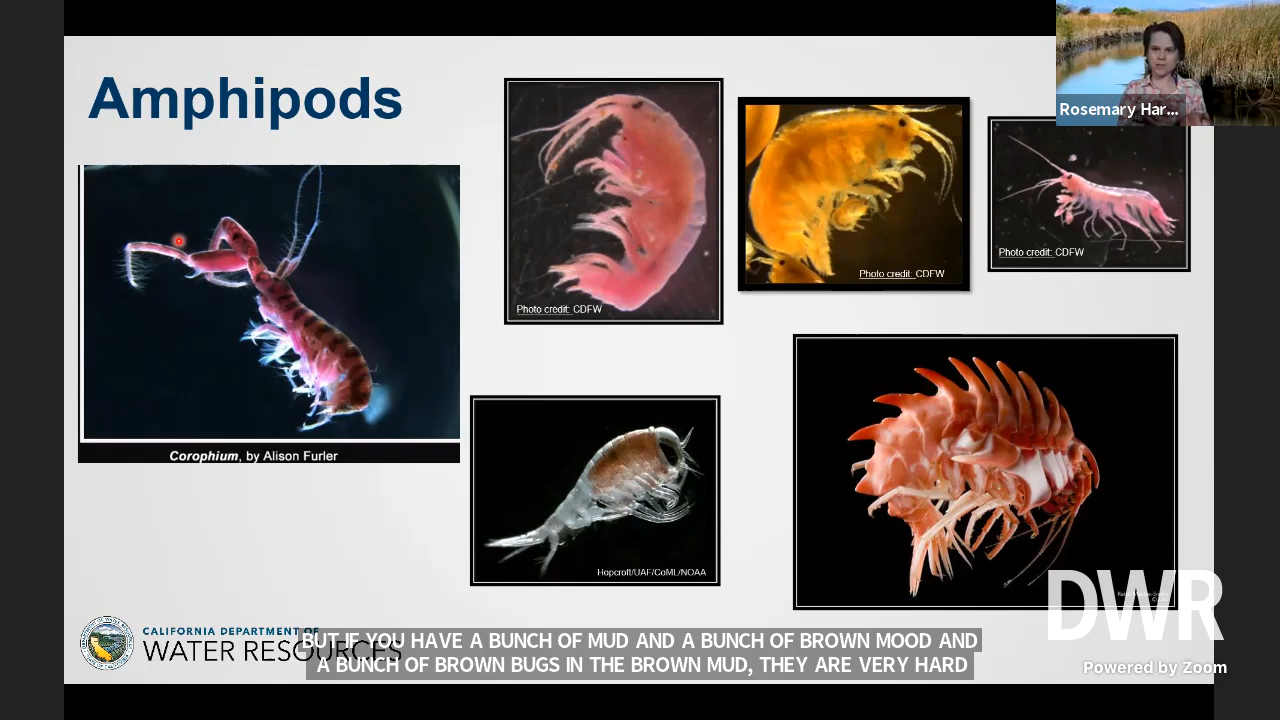 Amphipods
Rosemary Har...
Photo credit: CDFW
Photo credit: CDFW
Photo credit: CDFW
Corophium, by Alison Furler
Hopcroft/UAF/CoML/NOAA
CALIFORNIA DEPARTMENT OF
WATER RESOURCES
BUT IF YOU HAVE A BUNCH OF MUD AND A BUNCH OF BROWN MOOD AND
A BUNCH OF BROWN BUGS IN THE BROWN MUD, THEY ARE VERY HARD
DWR
Powered by Zoom